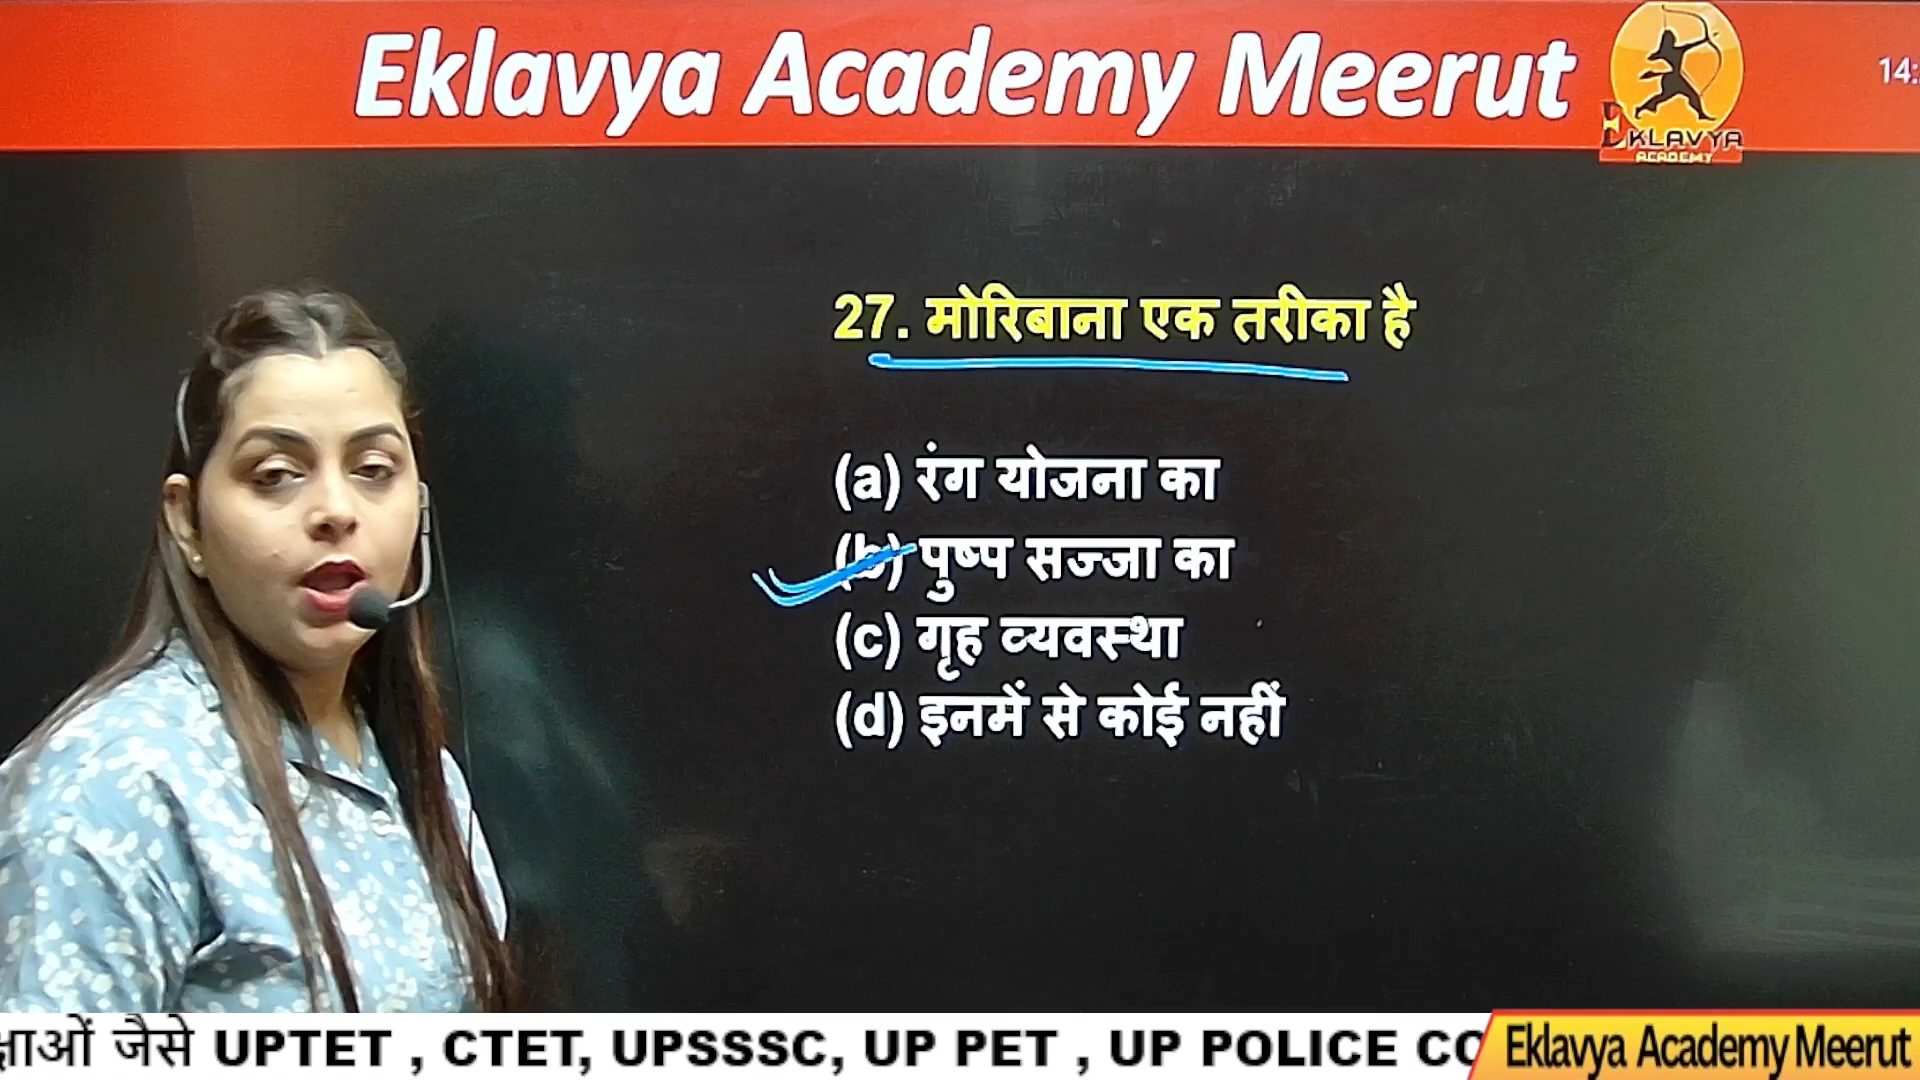 Eklavya Academy Meerut
EKLAVYA
ACADEMY
14:
27. मोरिबाना एक तरीका है
(a) रंग योजना का
(b) पुष्प सज्जा का
(c) गृह व्यवस्था
(d) इनमें से कोई नहीं
क्षाओं जैसे UPTET , CTET, UPSSSC, UP PET , UP POLICE CO
Eklavya Academy Meerut